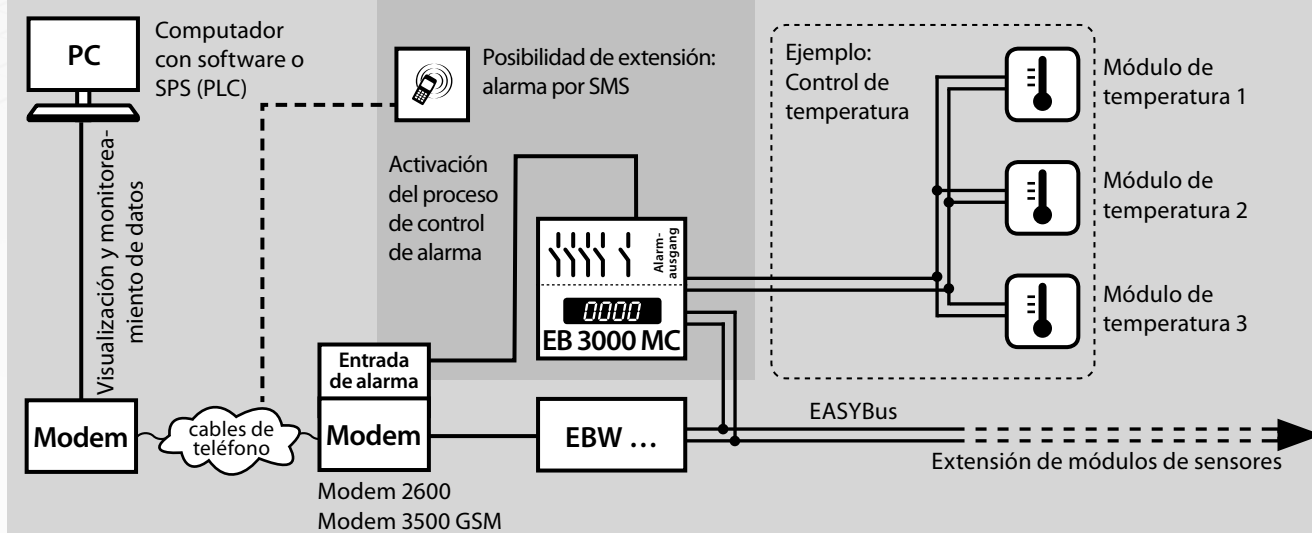 PC
Computador
con software o
SPS (PLC)
Visualización y monitorea-
miento de datos
Posibilidad de extensión:
alarma por SMS
Activación
del proceso
de control
de alarma
Alarm-
ausgang
0000
EB 3000 MC
Ejemplo:
Control de
temperatura
Módulo de
temperatura 1
Módulo de
temperatura 2
Módulo de
temperatura 3
Entrada
de alarma
Modem
cables de
teléfono
Modem
Modem 2600
Modem 3500 GSM
EBW ...
EASYBus
Extensión de módulos de sensores